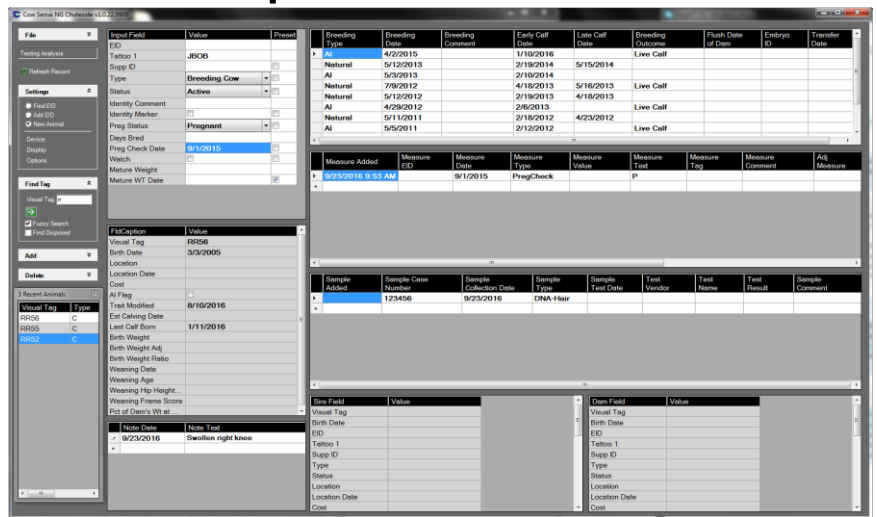 Cow Sense NG Chuteside v1.0.22.0909
File
Testing Analysis
Refresh Record
Settings
Find EID
Add EID
New Animal
Device
Display
Options
Find Tag
Visual Tag rr
Fuzzy Search
Find Disposed
Add
Delete
3 Recent Animals
Visual Tag Type
RR56 C
RR55 C
RR52 C
Input Field Value Preset
EID
Tattoo 1 JBOB
Supp ID
Type Breeding Cow
Status Active
Identity Comment
Identity Marker
Preg Status Pregnant
Days Bred
Preg Check Date 9/1/2015
Watch
Mature Weight
Mature WT Date
FldCaption Value
Visual Tag RR56
Birth Date 3/3/2005
Location
Location Date
Cost
AI Flag
Trait Modified 8/10/2016
Est Calving Date
Last Calf Born 1/11/2016
Birth Weight
Birth Weight Adj
Birth Weight Ratio
Weaning Date
Weaning Age
Weaning Hip Height...
Weaning Frame Score
Pct of Dam's Wt at ...
Note Date Note Text
9/23/2016 Swollen right knee
Breeding Type Breeding Date Breeding Comment Early Calf Date Late Calf Date Breeding Outcome Flush Date of Dam Embryo ID Transfer Date
AI 4/2/2015 1/10/2016 Live Calf
Natural 5/12/2013 2/19/2014 5/15/2014
AI 5/3/2013 2/10/2014
Natural 7/9/2012 4/18/2013 5/16/2013 Live Calf
Natural 5/12/2012 2/19/2013 4/18/2013
AI 4/29/2012 2/6/2013 Live Calf
Natural 5/11/2011 2/18/2012 4/23/2012
AI 5/5/2011 2/12/2012 Live Calf
Measure Added Measure EID Measure Date Measure Type Measure Value Measure Text Measure Tag Measure Comment Adj Measure
9/23/2016 9:53 AM 9/1/2015 PregCheck P
Sample Added Sample Case Number Sample Collection Date Sample Type Sample Test Date Test Vendor Test Name Test Result Sample Comment
123456 9/23/2016 DNA-Hair
Sire Field Value
Visual Tag
Birth Date
EID
Tattoo 1
Supp ID
Type
Status
Location
Location Date
Cost
Dam Field Value
Visual Tag
Birth Date
EID
Tattoo 1
Supp ID
Type
Status
Location
Location Date
Cost